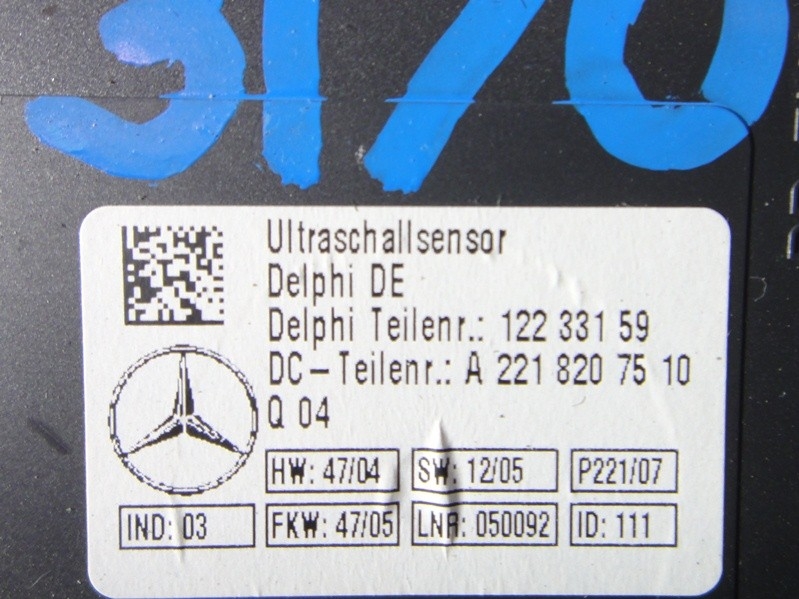 3170
Ultraschallsensor
Delphi DE
Delphi Teilenr.: 122 331 59
DC-Teilenr.: A 221 820 75 10
Q 04
HW: 47/04 SW: 12/05 P221/07
IND: 03 FKW: 47/05 LNR: 050092 ID: 111